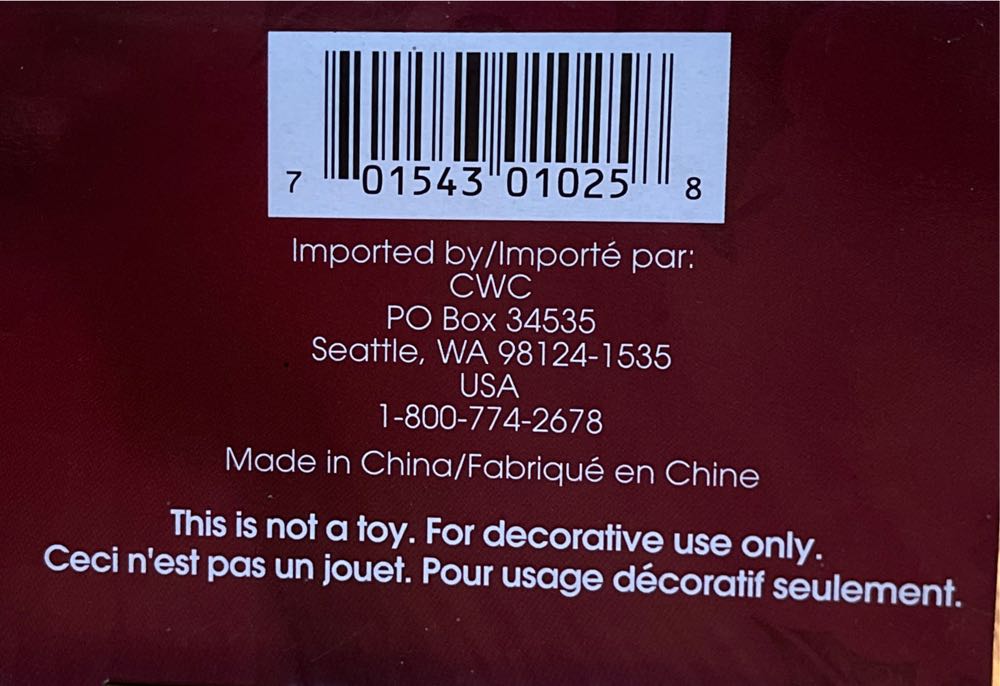 7 01543 01025 8
Imported by/Importé par:
CWC
PO Box 34535
Seattle, WA 98124-1535
USA
1-800-774-2678
Made in China/Fabriqué en Chine
This is not a toy. For decorative use only.
Ceci n'est pas un jouet. Pour usage décoratif seulement.